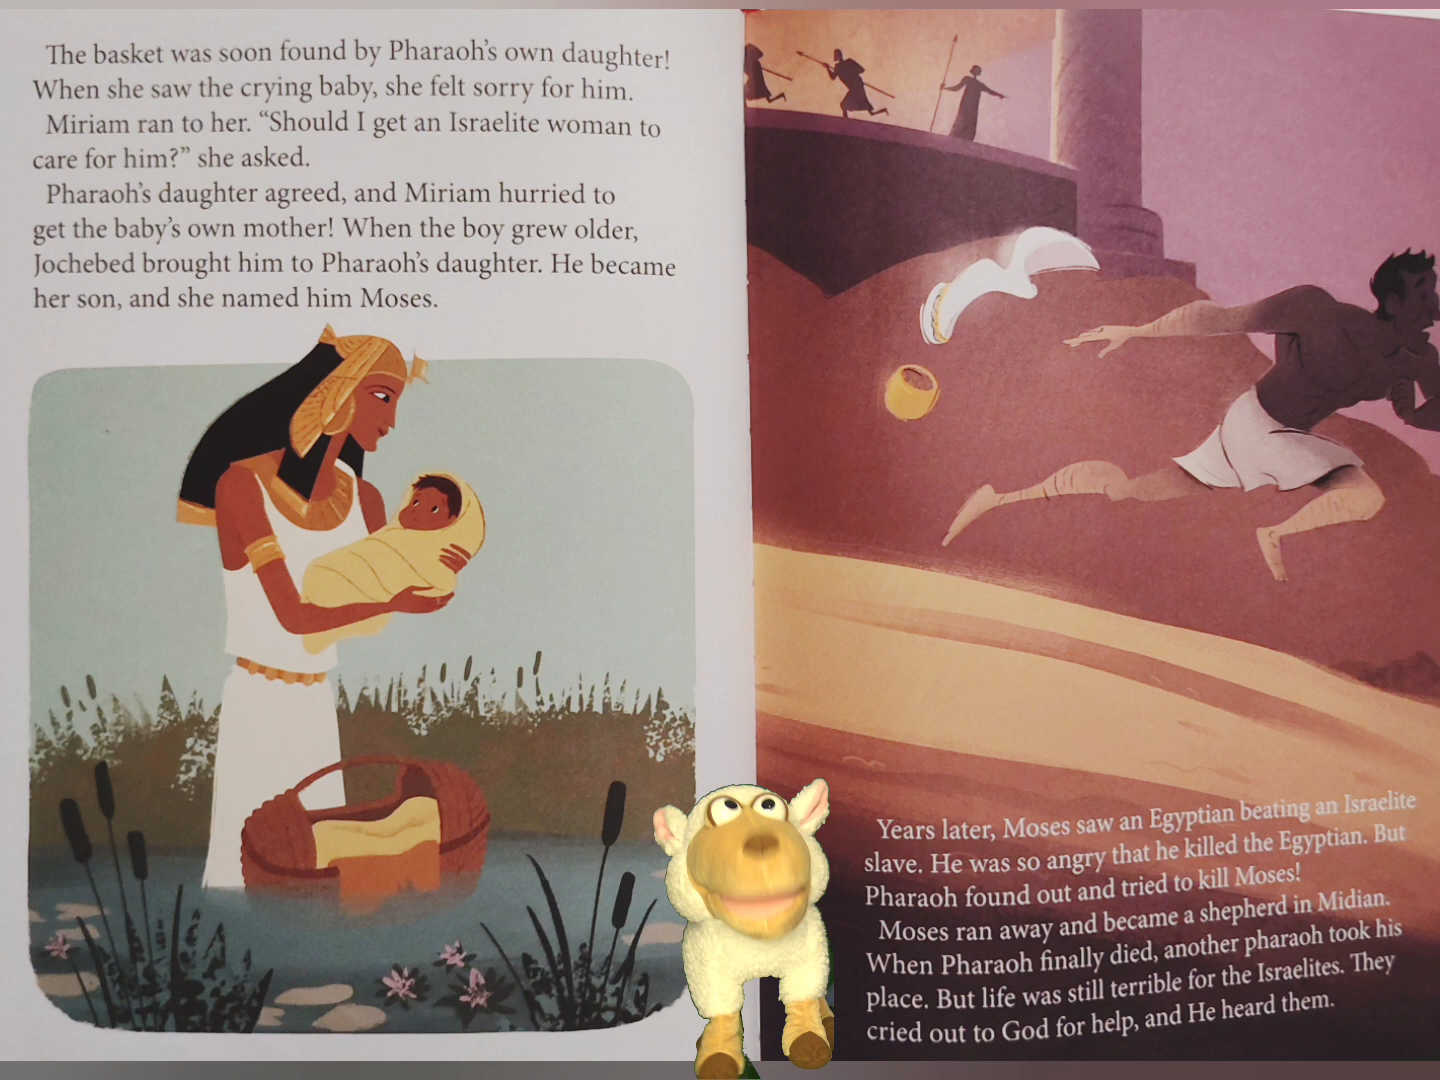 The basket was soon found by Pharaoh's own daughter!
When she saw the crying baby, she felt sorry for him.
Miriam ran to her. “Should I get an Israelite woman to
care for him?” she asked.
Pharaoh's daughter agreed, and Miriam hurried to
get the baby's own mother! When the boy grew older,
Jochebed brought him to Pharaoh's daughter. He became
her son, and she named him Moses.
Years later, Moses saw an Egyptian beating an Israelite
slave. He was so angry that he killed the Egyptian. But
Pharaoh found out and tried to kill Moses!
Moses ran away and became a shepherd in Midian.
When Pharaoh finally died, another pharaoh took his
place. But life was still terrible for the Israelites. They
cried out to God for help, and He heard them.